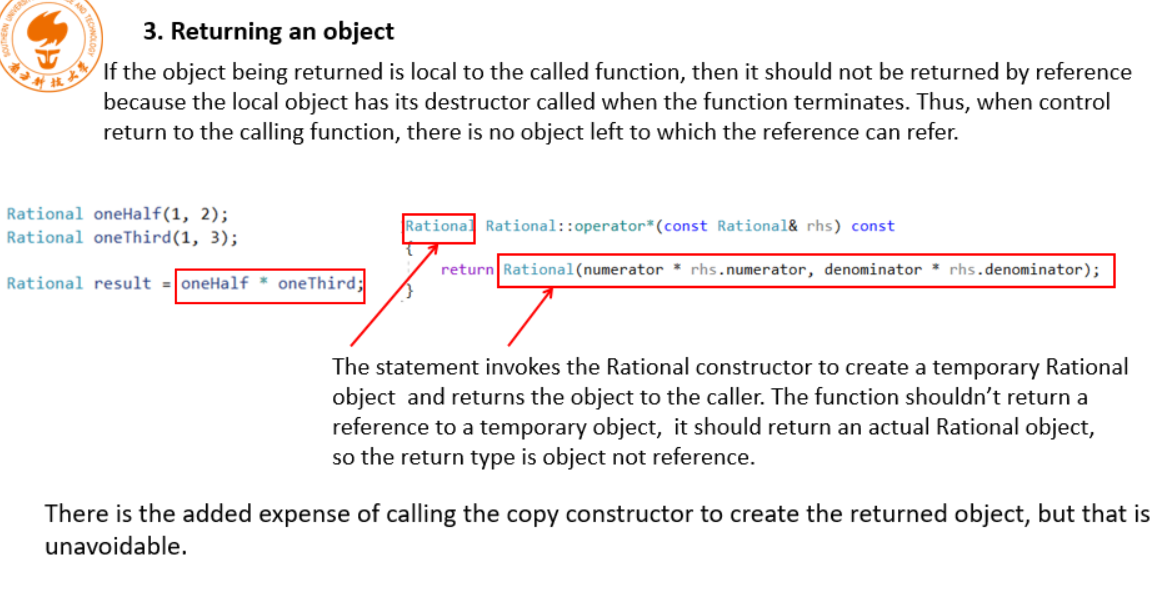 SOUTHERN UNIVERSITY AND TECHNOLOGY
南方科技大学
3. Returning an object
If the object being returned is local to the called function, then it should not be returned by reference
because the local object has its destructor called when the function terminates. Thus, when control
return to the calling function, there is no object left to which the reference can refer.
Rational oneHalf(1, 2);
Rational oneThird(1, 3);
Rational result = oneHalf * oneThird;
Rational Rational::operator*(const Rational& rhs) const
{
return Rational(numerator * rhs.numerator, denominator * rhs.denominator);
}
The statement invokes the Rational constructor to create a temporary Rational
object and returns the object to the caller. The function shouldn’t return a
reference to a temporary object, it should return an actual Rational object,
so the return type is object not reference.
There is the added expense of calling the copy constructor to create the returned object, but that is
unavoidable.